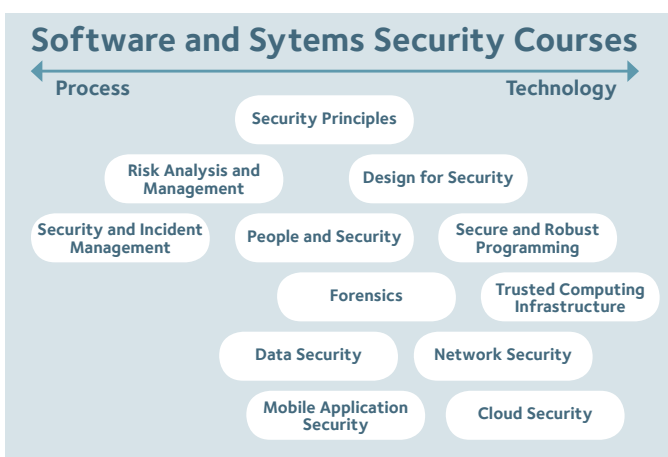 Software and Sytems Security Courses
Process
Technology
Security Principles
Risk Analysis and
Management
Design for Security
Security and Incident
Management
People and Security
Secure and Robust
Programming
Forensics
Trusted Computing
Infrastructure
Data Security
Network Security
Mobile Application
Security
Cloud Security